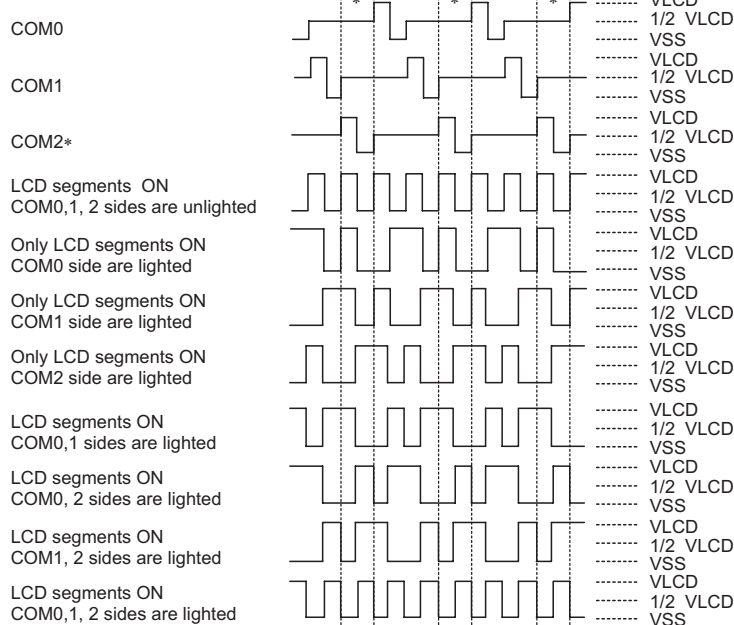 * * * VLCD
COM0 1/2 VLCD
VSS
VLCD
COM1 1/2 VLCD
VSS
VLCD
COM2* 1/2 VLCD
VSS
LCD segments ON VLCD
COM0,1, 2 sides are unlighted 1/2 VLCD
VSS
Only LCD segments ON VLCD
COM0 side are lighted 1/2 VLCD
VSS
Only LCD segments ON VLCD
COM1 side are lighted 1/2 VLCD
VSS
Only LCD segments ON VLCD
COM2 side are lighted 1/2 VLCD
VSS
LCD segments ON VLCD
COM0,1 sides are lighted 1/2 VLCD
VSS
LCD segments ON VLCD
COM0, 2 sides are lighted 1/2 VLCD
VSS
LCD segments ON VLCD
COM1, 2 sides are lighted 1/2 VLCD
VSS
LCD segments ON VLCD
COM0,1, 2 sides are lighted 1/2 VLCD
VSS